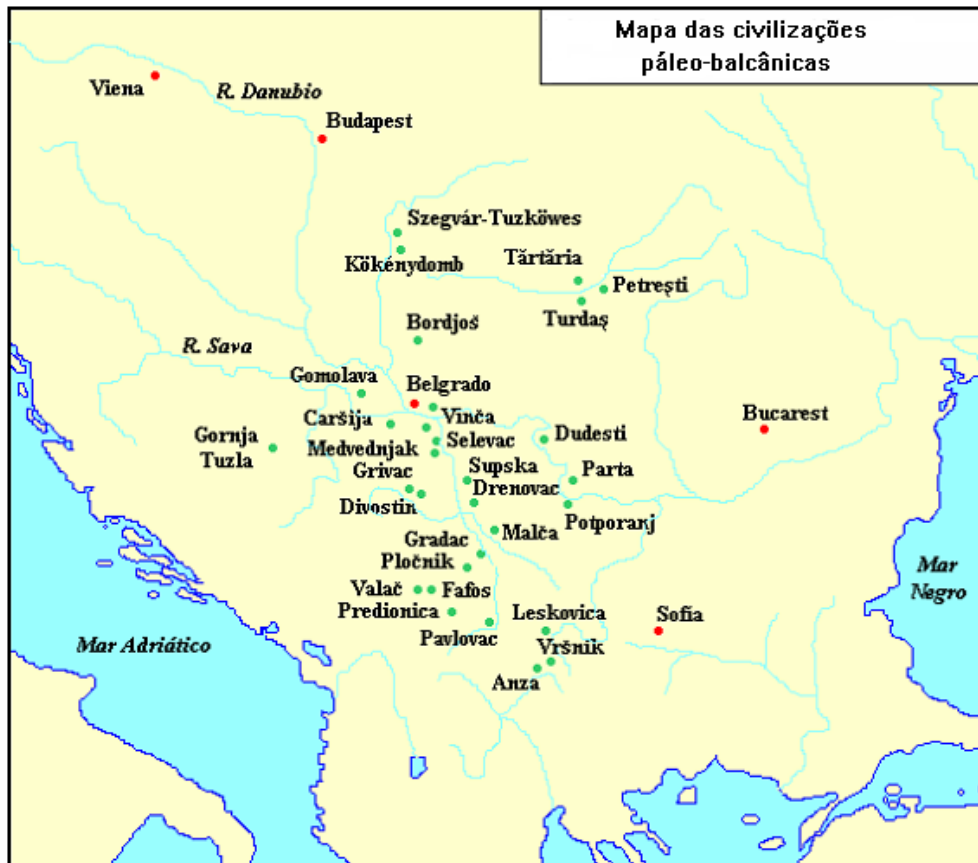 Mapa das civilizações
páleo-balcânicas
Viena
R. Danubio
Budapest
Szegvár-Tuzköwes
Kökénydomb
Tărtăria
Petreşti
Turdaş
Bordjoš
R. Sava
Gomolava
Belgrado
Caršija
Vinča
Bucarest
Gornja
Tuzla
Medvednjak
Selevac
Dudesti
Grivac
Supska
Parta
Drenovac
Divostin
Potporanj
Malča
Gradac
Pločnik
Mar
Negro
Valač
Fafos
Predionica
Leskovica
Sofia
Pavlovac
Mar Adriático
Vršnik
Anza